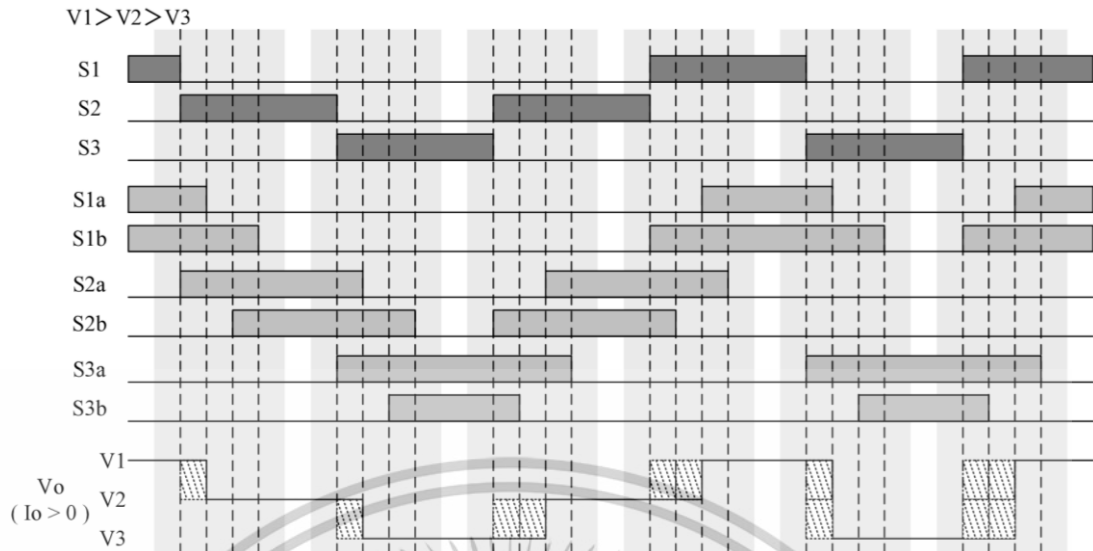 V1>V2>V3
S1
S2
S3
S1a
S1b
S2a
S2b
S3a
S3b
V1
Vo
V2
( Io > 0 )
V3